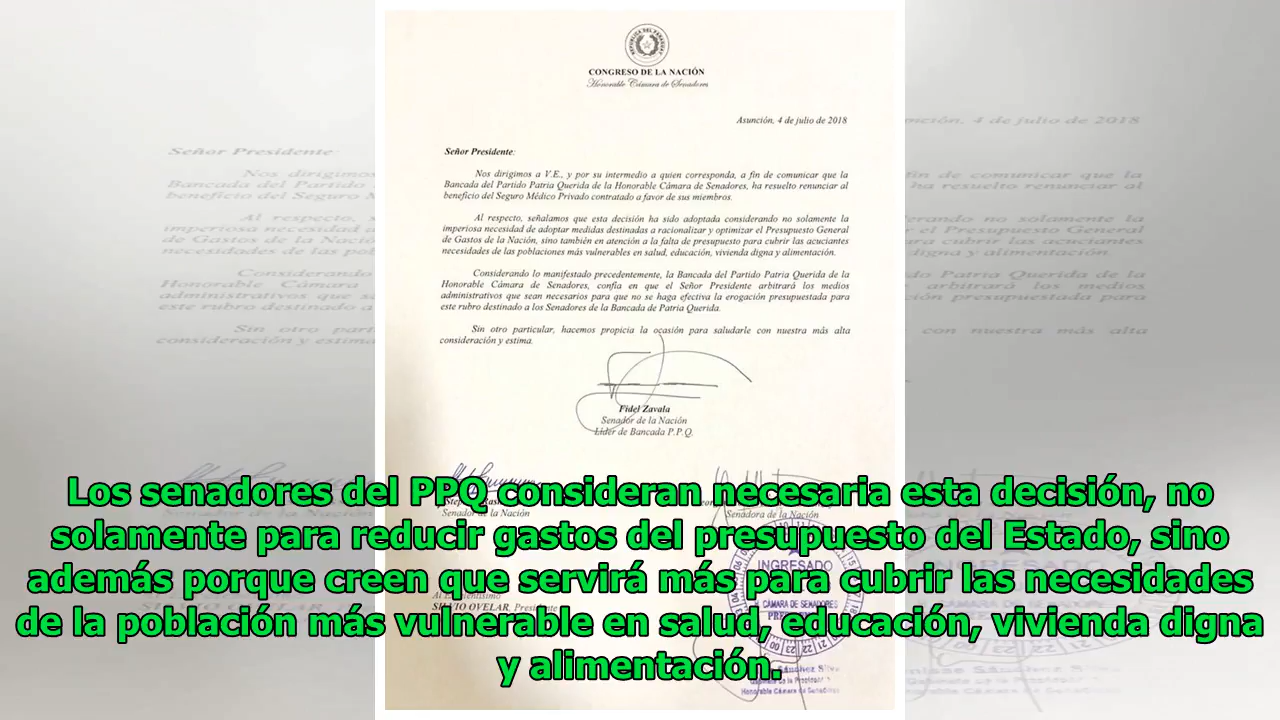 REPUBLICA DEL PARAGUAY
CONGRESO DE LA NACIÓN
Honorable Cámara de Senadores
Asunción, 4 de julio de 2018
Señor Presidente:
Nos dirigimos a V.E., y por su intermedio a quien corresponda, a fin de comunicar que la
Bancada del Partido Patria Querida de la Honorable Cámara de Senadores, ha resuelto renunciar al
beneficio del Seguro Médico Privado contratado a favor de sus miembros.
Al respecto, señalamos que esta decisión ha sido adoptada considerando no solamente la
imperiosa necesidad de adoptar medidas destinadas a racionalizar y optimizar el Presupuesto General
de Gastos de la Nación, sino también en atención a la falta de presupuesto para cubrir las acuciantes
necesidades de las poblaciones más vulnerables en salud, educación, vivienda digna y alimentación.
Considerando lo manifestado precedentemente, la Bancada del Partido Patria Querida de la
Honorable Cámara de Senadores, confía en que el Señor Presidente arbitrará los medios
administrativos que sean necesarios para que no se haga efectiva la erogación presupuestada para
este rubro destinado a los Senadores de la Bancada de Patria Querida.
Sin otro particular, hacemos propicia la ocasión para saludarle con nuestra más alta
consideración y estima.
Fidel Zavala
Senador de la Nación
Líder de Bancada P.P.Q.
Senador de la Nación
Senadora de la Nación
INGRESADO
CÁMARA DE SENADORES
SILVIO OVELAR, Presidente
Honorable Cámara de Senadores
Los senadores del PPQ consideran necesaria esta decisión, no
solamente para reducir gastos del presupuesto del Estado, sino
además porque creen que servirá más para cubrir las necesidades
de la población más vulnerable en salud, educación, vivienda digna
y alimentación.